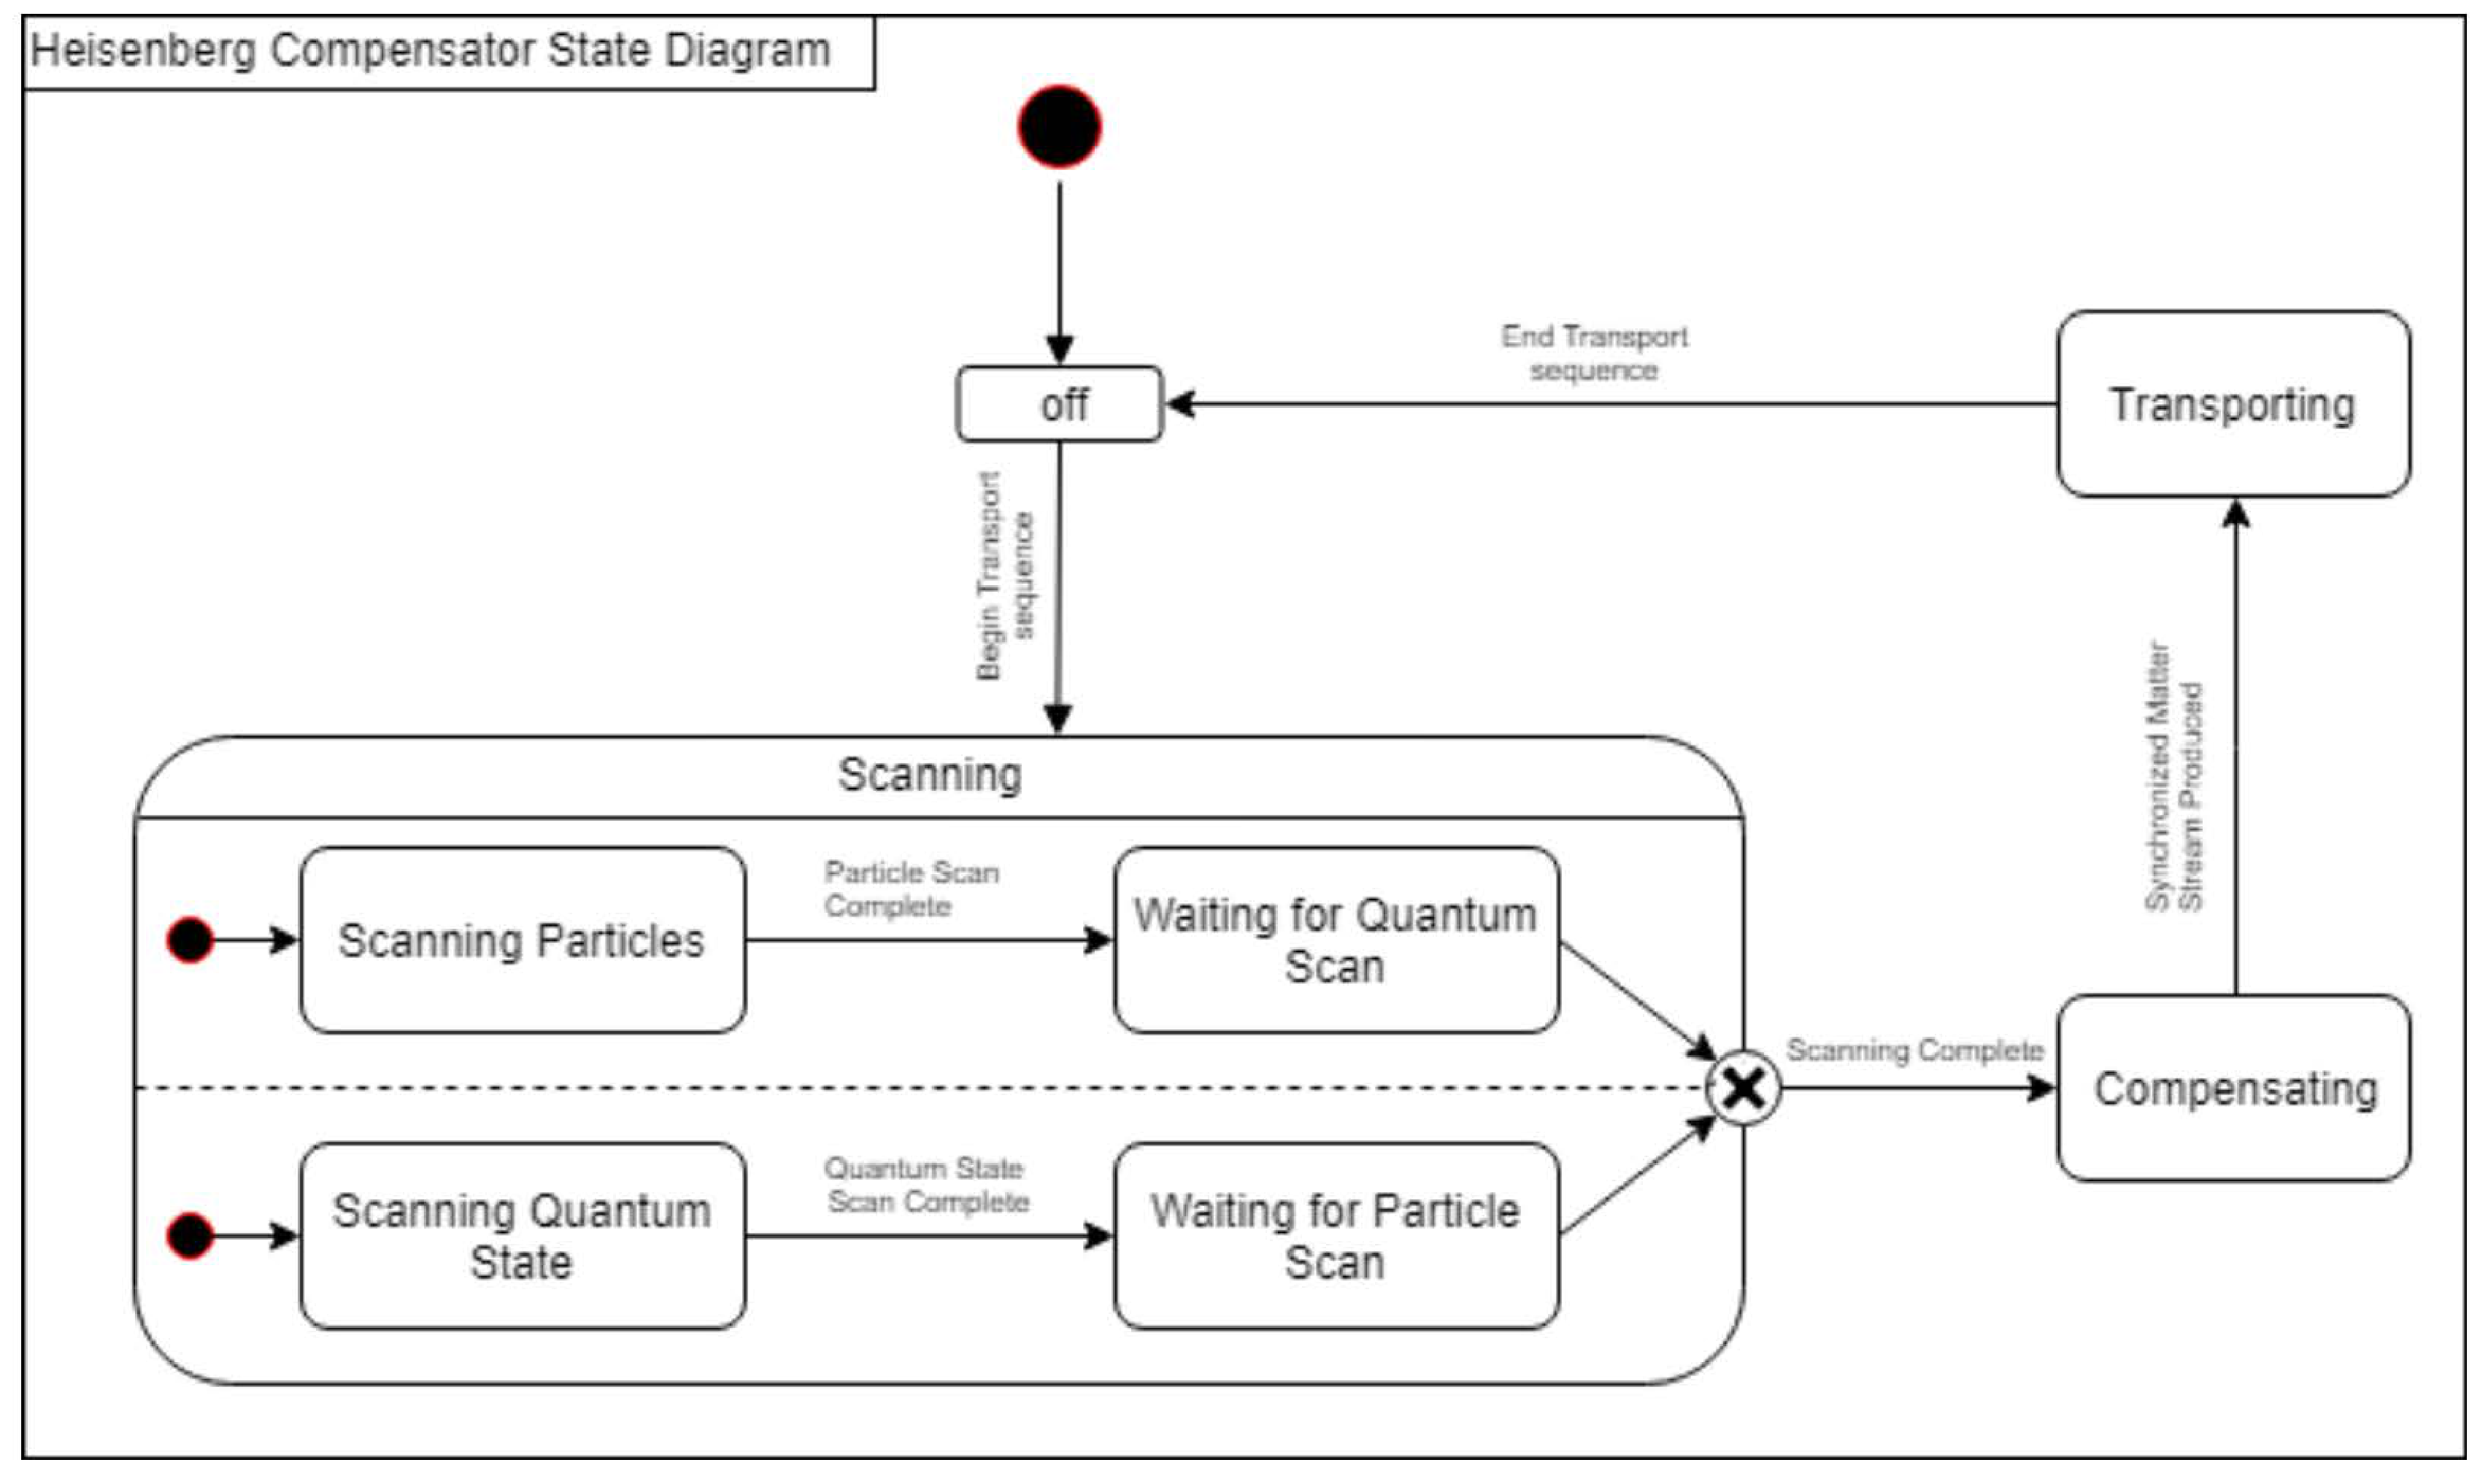 Heisenberg Compensator State Diagram
End Transport
sequence
off
Transporting
Begin Transport
sequence
Synchronized Matter
Stream Produced
Scanning
Particle Scan
Complete
Scanning Particles
Waiting for Quantum
Scan
Scanning Complete
Compensating
Quantum State
Scan Complete
Scanning Quantum
State
Waiting for Particle
Scan